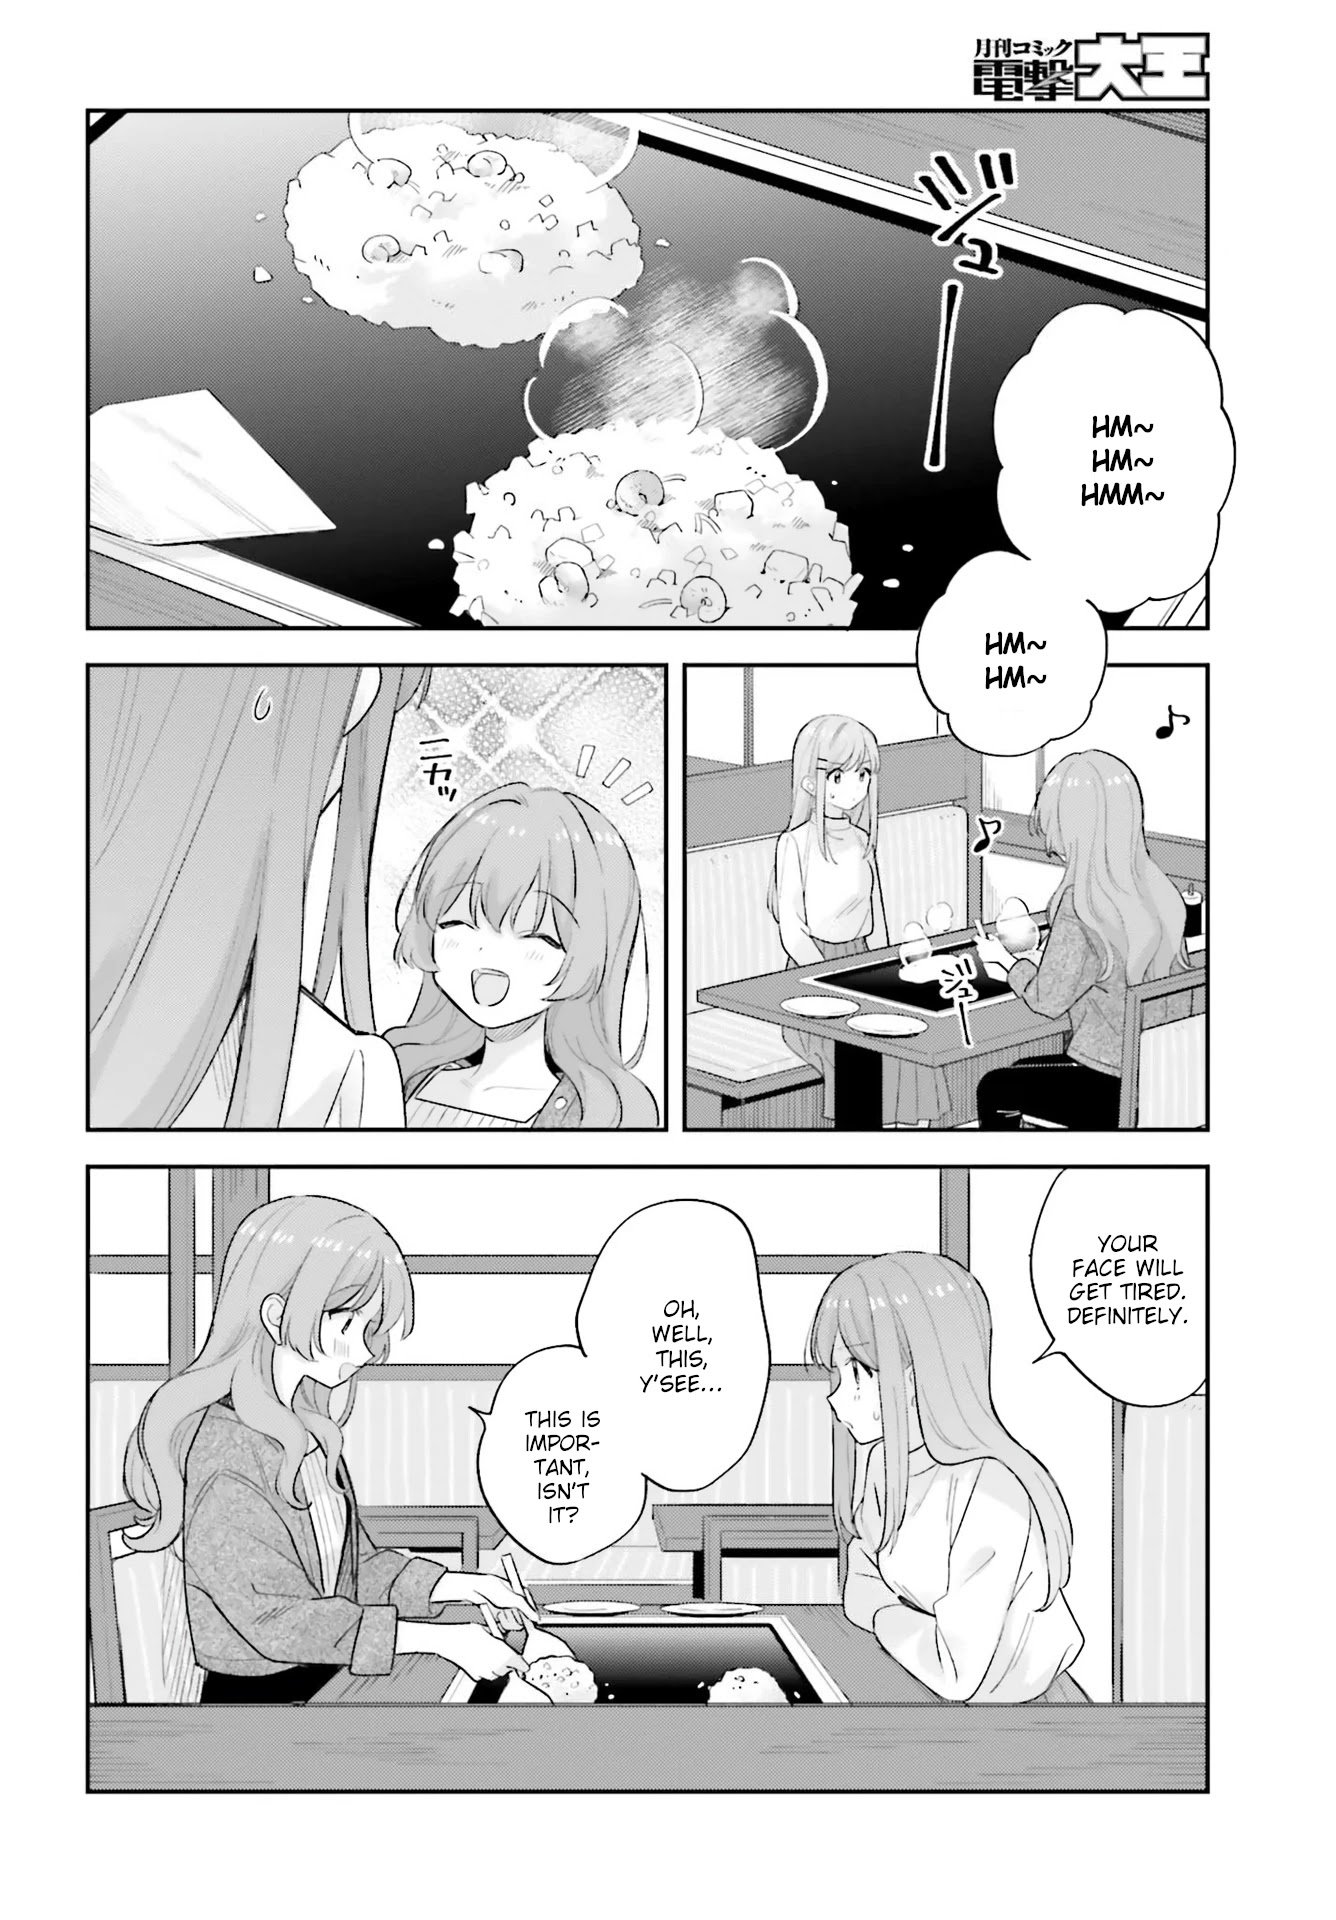 月刊コミック
電撃大王
ジュー
HM~
HM~
HMM~
HM~
HM~
ジュー
ニカッ
YOUR
FACE WILL
GET TIRED.
DEFINITELY.
OH,
WELL,
THIS,
Y'SEE...
THIS IS
IMPOR-
TANT,
ISN'T
IT?